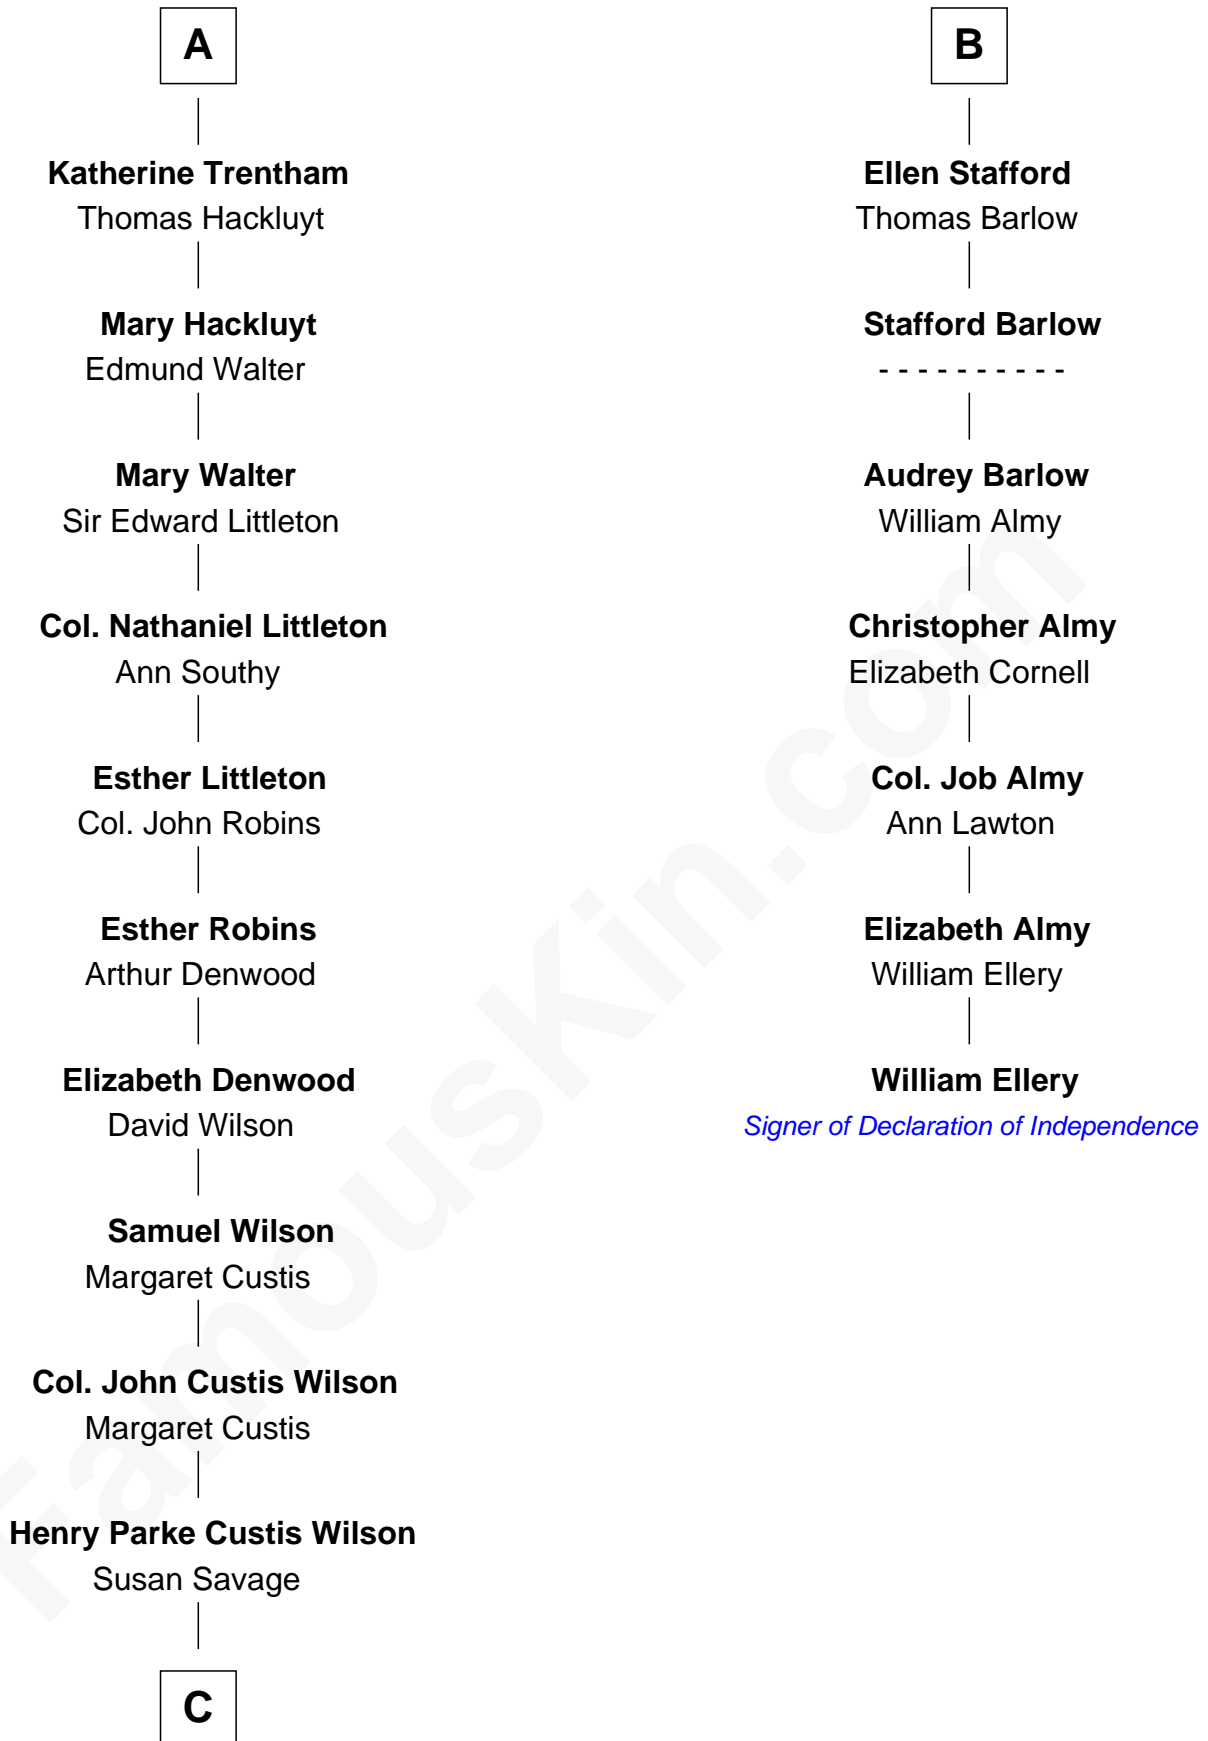 A
Katherine Trentham
Thomas Hackluyt
Mary Hackluyt
Edmund Walter
Mary Walter
Sir Edward Littleton
Col. Nathaniel Littleton
Ann Southy
Esther Littleton
Col. John Robins
Esther Robins
Arthur Denwood
Elizabeth Denwood
David Wilson
Samuel Wilson
Margaret Custis
Col. John Custis Wilson
Margaret Custis
Henry Parke Custis Wilson
Susan Savage
C
B
Ellen Stafford
Thomas Barlow
Stafford Barlow
- - - - - - - - - -
Audrey Barlow
William Almy
Christopher Almy
Elizabeth Cornell
Col. Job Almy
Ann Lawton
Elizabeth Almy
William Ellery
William Ellery
Signer of Declaration of Independence
FamousKin.com